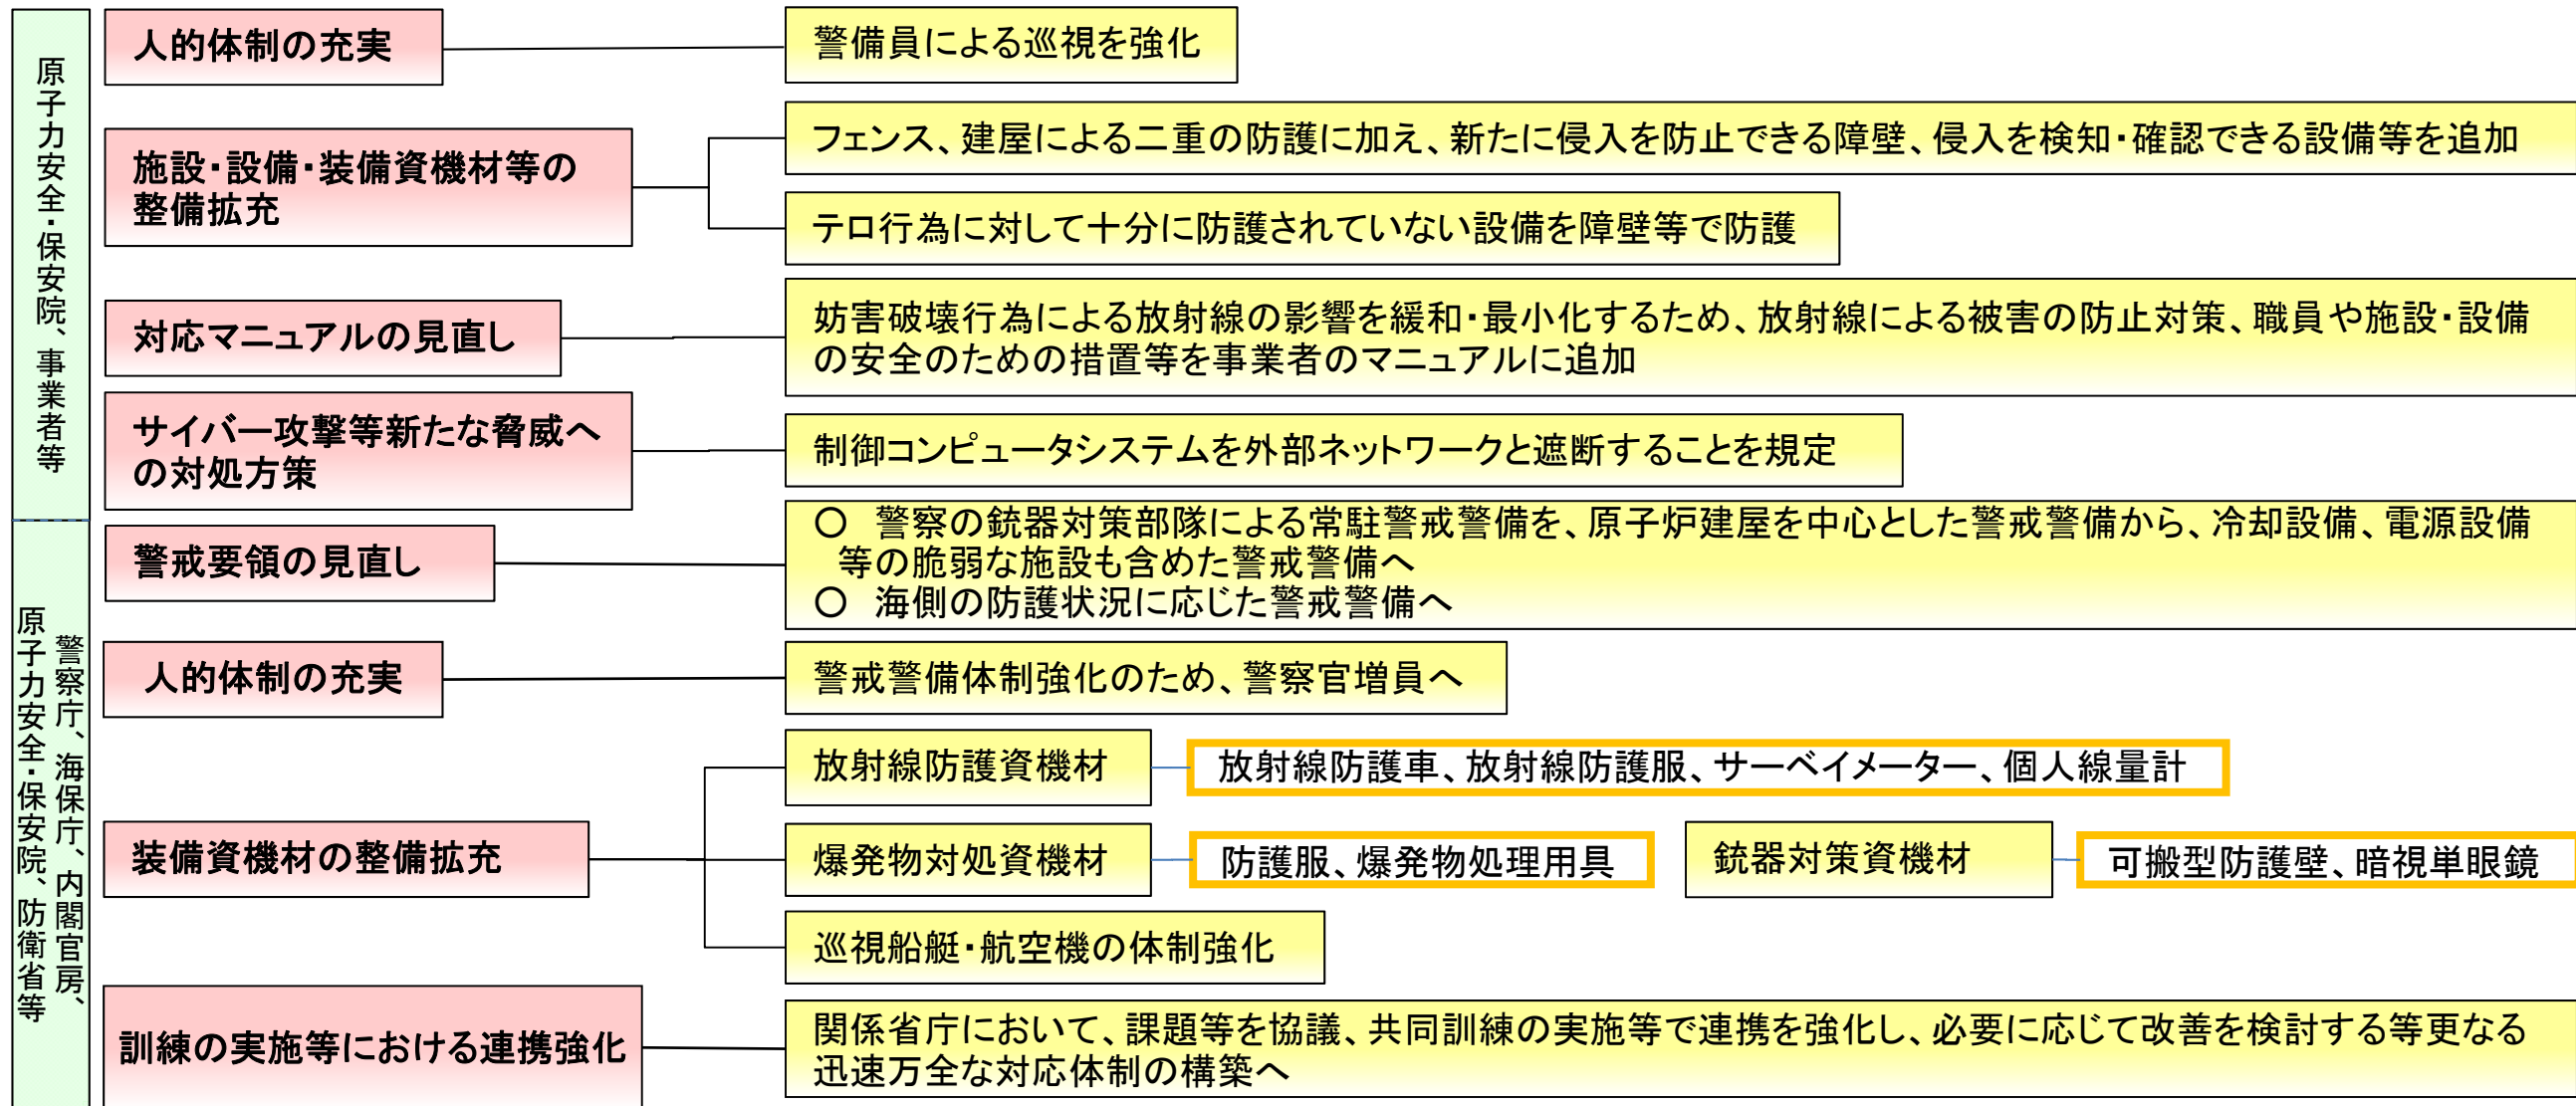 原子力安全・保安院、事業者等
人的体制の充実
警備員による巡視を強化
施設・設備・装備資機材等の
整備拡充
フェンス、建屋による二重の防護に加え、新たに侵入を防止できる障壁、侵入を検知・確認できる設備等を追加
テロ行為に対して十分に防護されていない設備を障壁等で防護
対応マニュアルの見直し
妨害破壊行為による放射線の影響を緩和・最小化するため、放射線による被害の防止対策、職員や施設・設備
の安全のための措置等を事業者のマニュアルに追加
サイバー攻撃等新たな脅威へ
の対処方策
制御コンピュータシステムを外部ネットワークと遮断することを規定
警察庁、海保庁、内閣官房、
原子力安全・保安院、防衛省等
警戒要領の見直し
〇 警察の銃器対策部隊による常駐警戒警備を、原子炉建屋を中心とした警戒警備から、冷却設備、電源設備
等の脆弱な施設も含めた警戒警備へ
〇 海側の防護状況に応じた警戒警備へ
人的体制の充実
警戒警備体制強化のため、警察官増員へ
装備資機材の整備拡充
放射線防護資機材
放射線防護車、放射線防護服、サーベイメーター、個人線量計
爆発物対処資機材
防護服、爆発物処理用具
銃器対策資機材
可搬型防護壁、暗視単眼鏡
巡視船艇・航空機の体制強化
訓練の実施等における連携強化
関係省庁において、課題等を協議、共同訓練の実施等で連携を強化し、必要に応じて改善を検討する等更なる
迅速万全な対応体制の構築へ